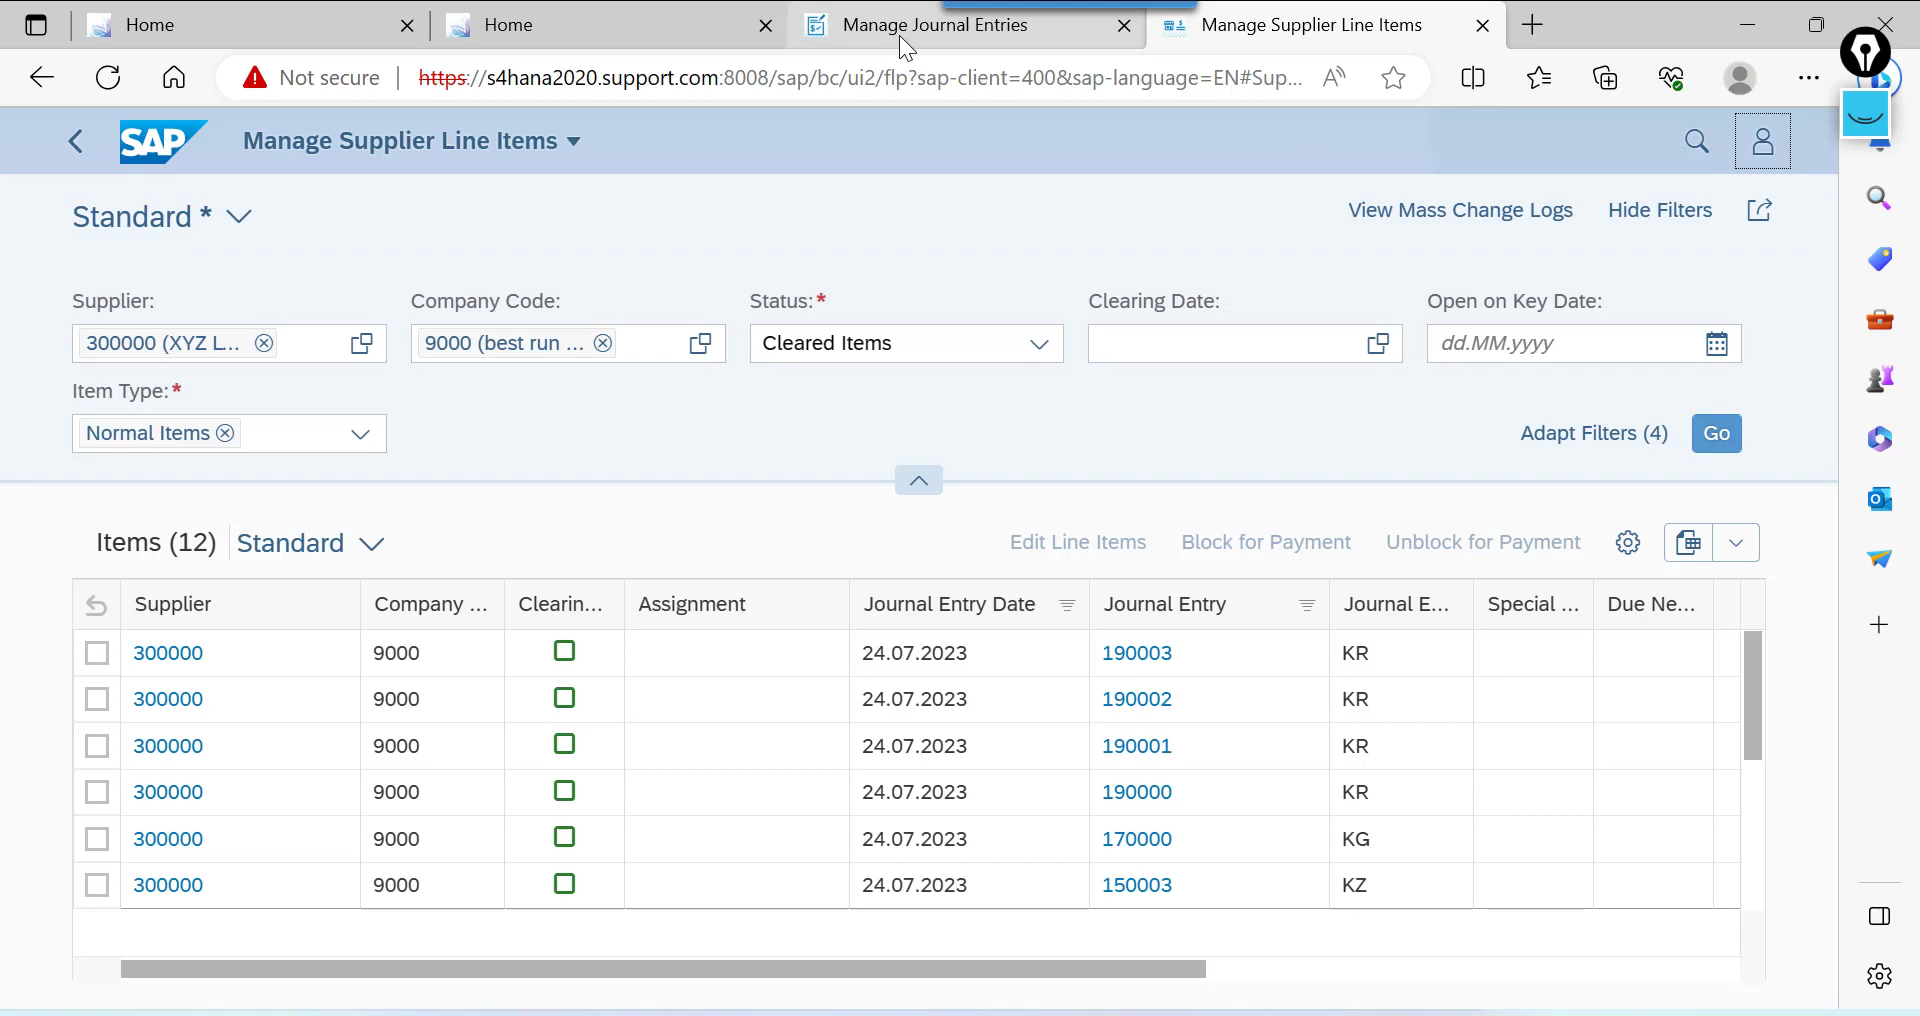 Home
Home
Manage Journal Entries
Manage Supplier Line Items
Not secure
https://s4hana2020.support.com:8008/sap/bc/ui2/flp?sap-client=400&sap-language=EN#Sup...
SAP
Manage Supplier Line Items
Standard *
View Mass Change Logs
Hide Filters
Supplier:
Company Code:
Status:*
Clearing Date:
Open on Key Date:
300000 (XYZ L...
9000 (best run ...
Cleared Items
dd.MM.yyyy
Item Type:*
Normal Items
Adapt Filters (4)
Go
Items (12)
Standard
Edit Line Items
Block for Payment
Unblock for Payment
Supplier Company ... Clearin... Assignment Journal Entry Date Journal Entry Journal E... Special ... Due Ne...
300000 9000 24.07.2023 190003 KR
300000 9000 24.07.2023 190002 KR
300000 9000 24.07.2023 190001 KR
300000 9000 24.07.2023 190000 KR
300000 9000 24.07.2023 170000 KG
300000 9000 24.07.2023 150003 KZ